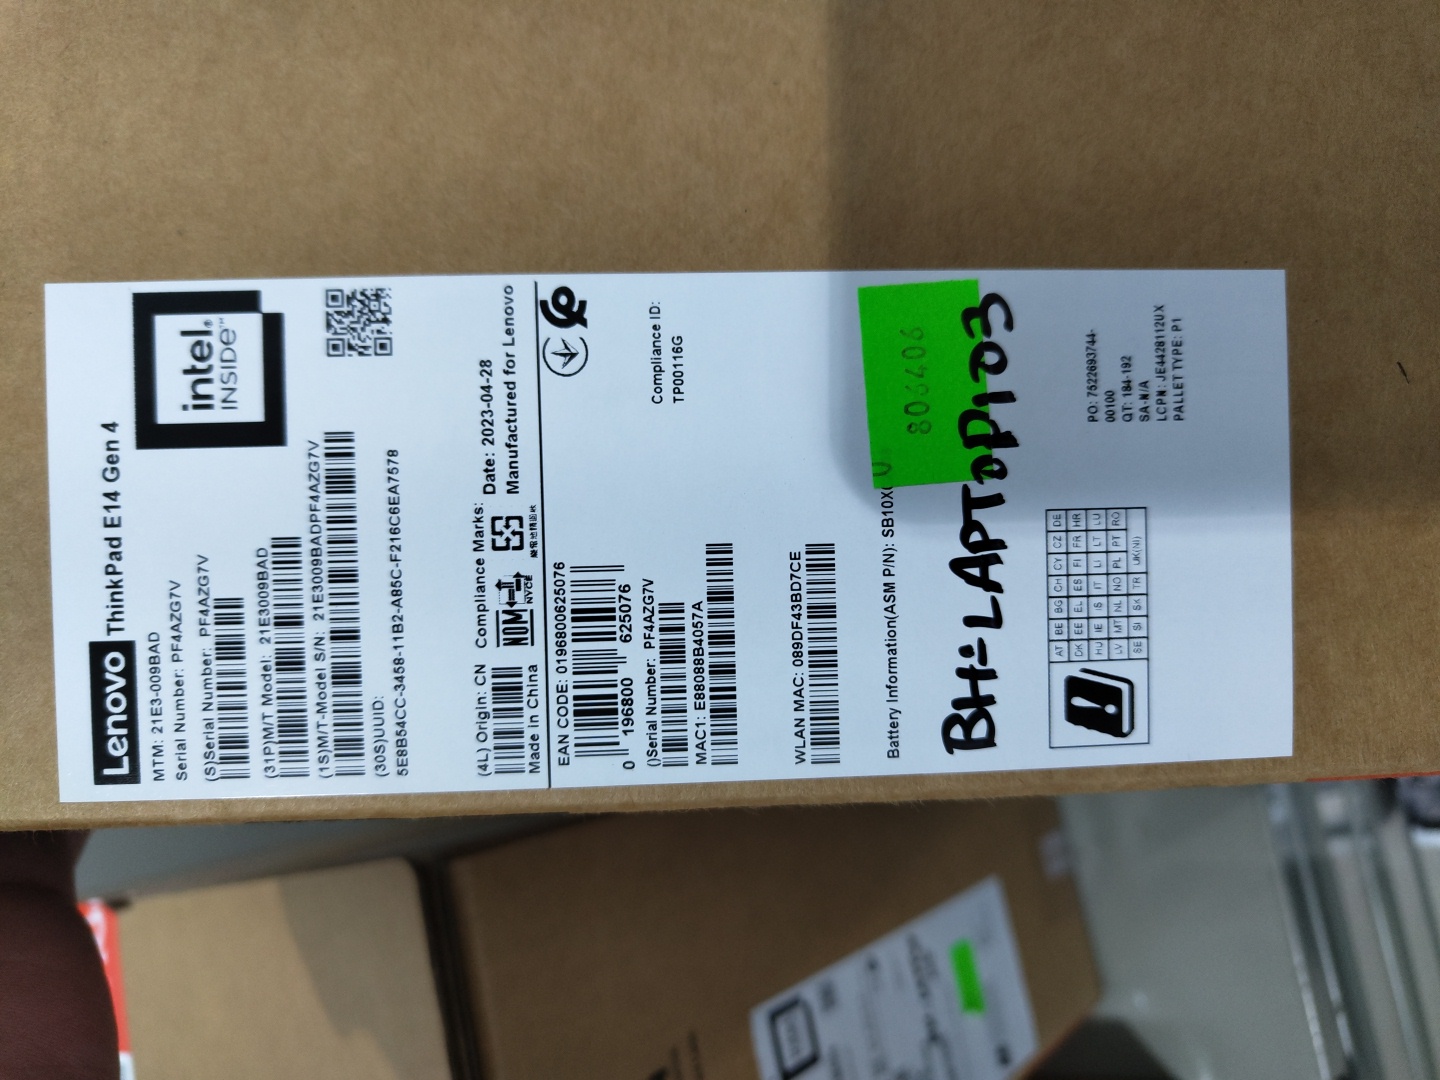 Lenovo ThinkPad E14 Gen 4
intel®
INSIDE™
MTM: 21E3-009BAD
Serial Number: PF4AZG7V
(S)Serial Number: PF4AZG7V
(31P)M/T Model: 21E3009BAD
(1S)M/T-Model S/N: 21E3009BADPF4AZG7V
(30S)UUID:
5E8B54CC-3458-11B2-A85C-F216C6EA7578
(4L) Origin: CN
Made in China
Compliance Marks:
NOM
NYCE
Date: 2023-04-28
Manufactured for Lenovo
EAN CODE: 0196800625076
0 196800 625076
()Serial Number: PF4AZG7V
MAC1: E88088B4057A
Compliance ID:
TP00116G
WLAN MAC: 089DF43BD7CE
Battery Information(ASM P/N): SB10X
806406
BH-LAPTOP103
AT BE BG CH CY CZ DE
DK EE EL ES FI FR HR
HU IE IS IT LI LT LU
LV MT NL NO PL PT RO
SE SI SK TR UK(NI)
PO: 7522693744-
00100
QT: 184-192
SA-N/A
LCPN: JE4428112UX
PALLET TYPE: P1